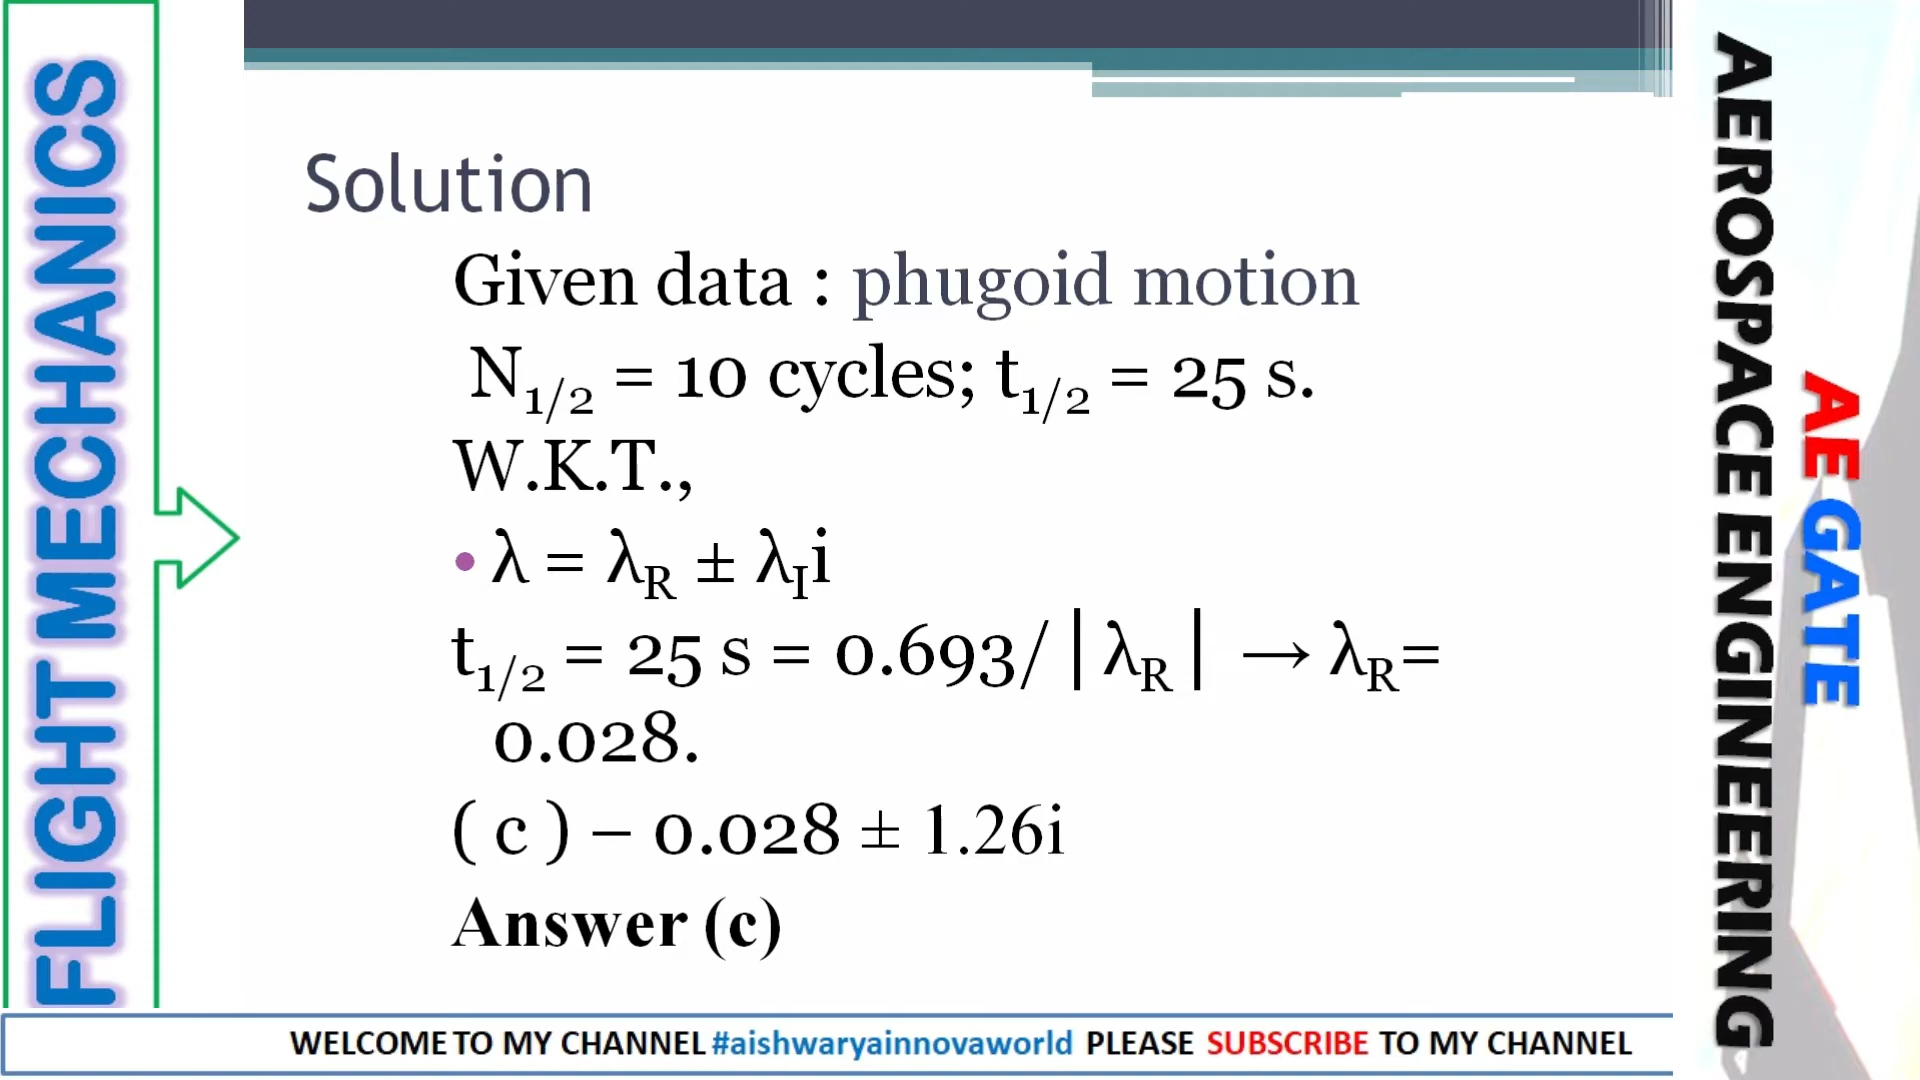 FLIGHT MECHANICS
Solution
Given data : phugoid motion
N1/2 = 10 cycles; t1/2 = 25 s.
W.K.T.,
• λ = λR ± λIi
t1/2 = 25 s = 0.693/|λR| → λR=
0.028.
( c ) – 0.028 ± 1.26i
Answer (c)
AEROSPACE ENGINEERING
AE GATE
WELCOME TO MY CHANNEL #aishwaryainnovaworld PLEASE SUBSCRIBE TO MY CHANNEL